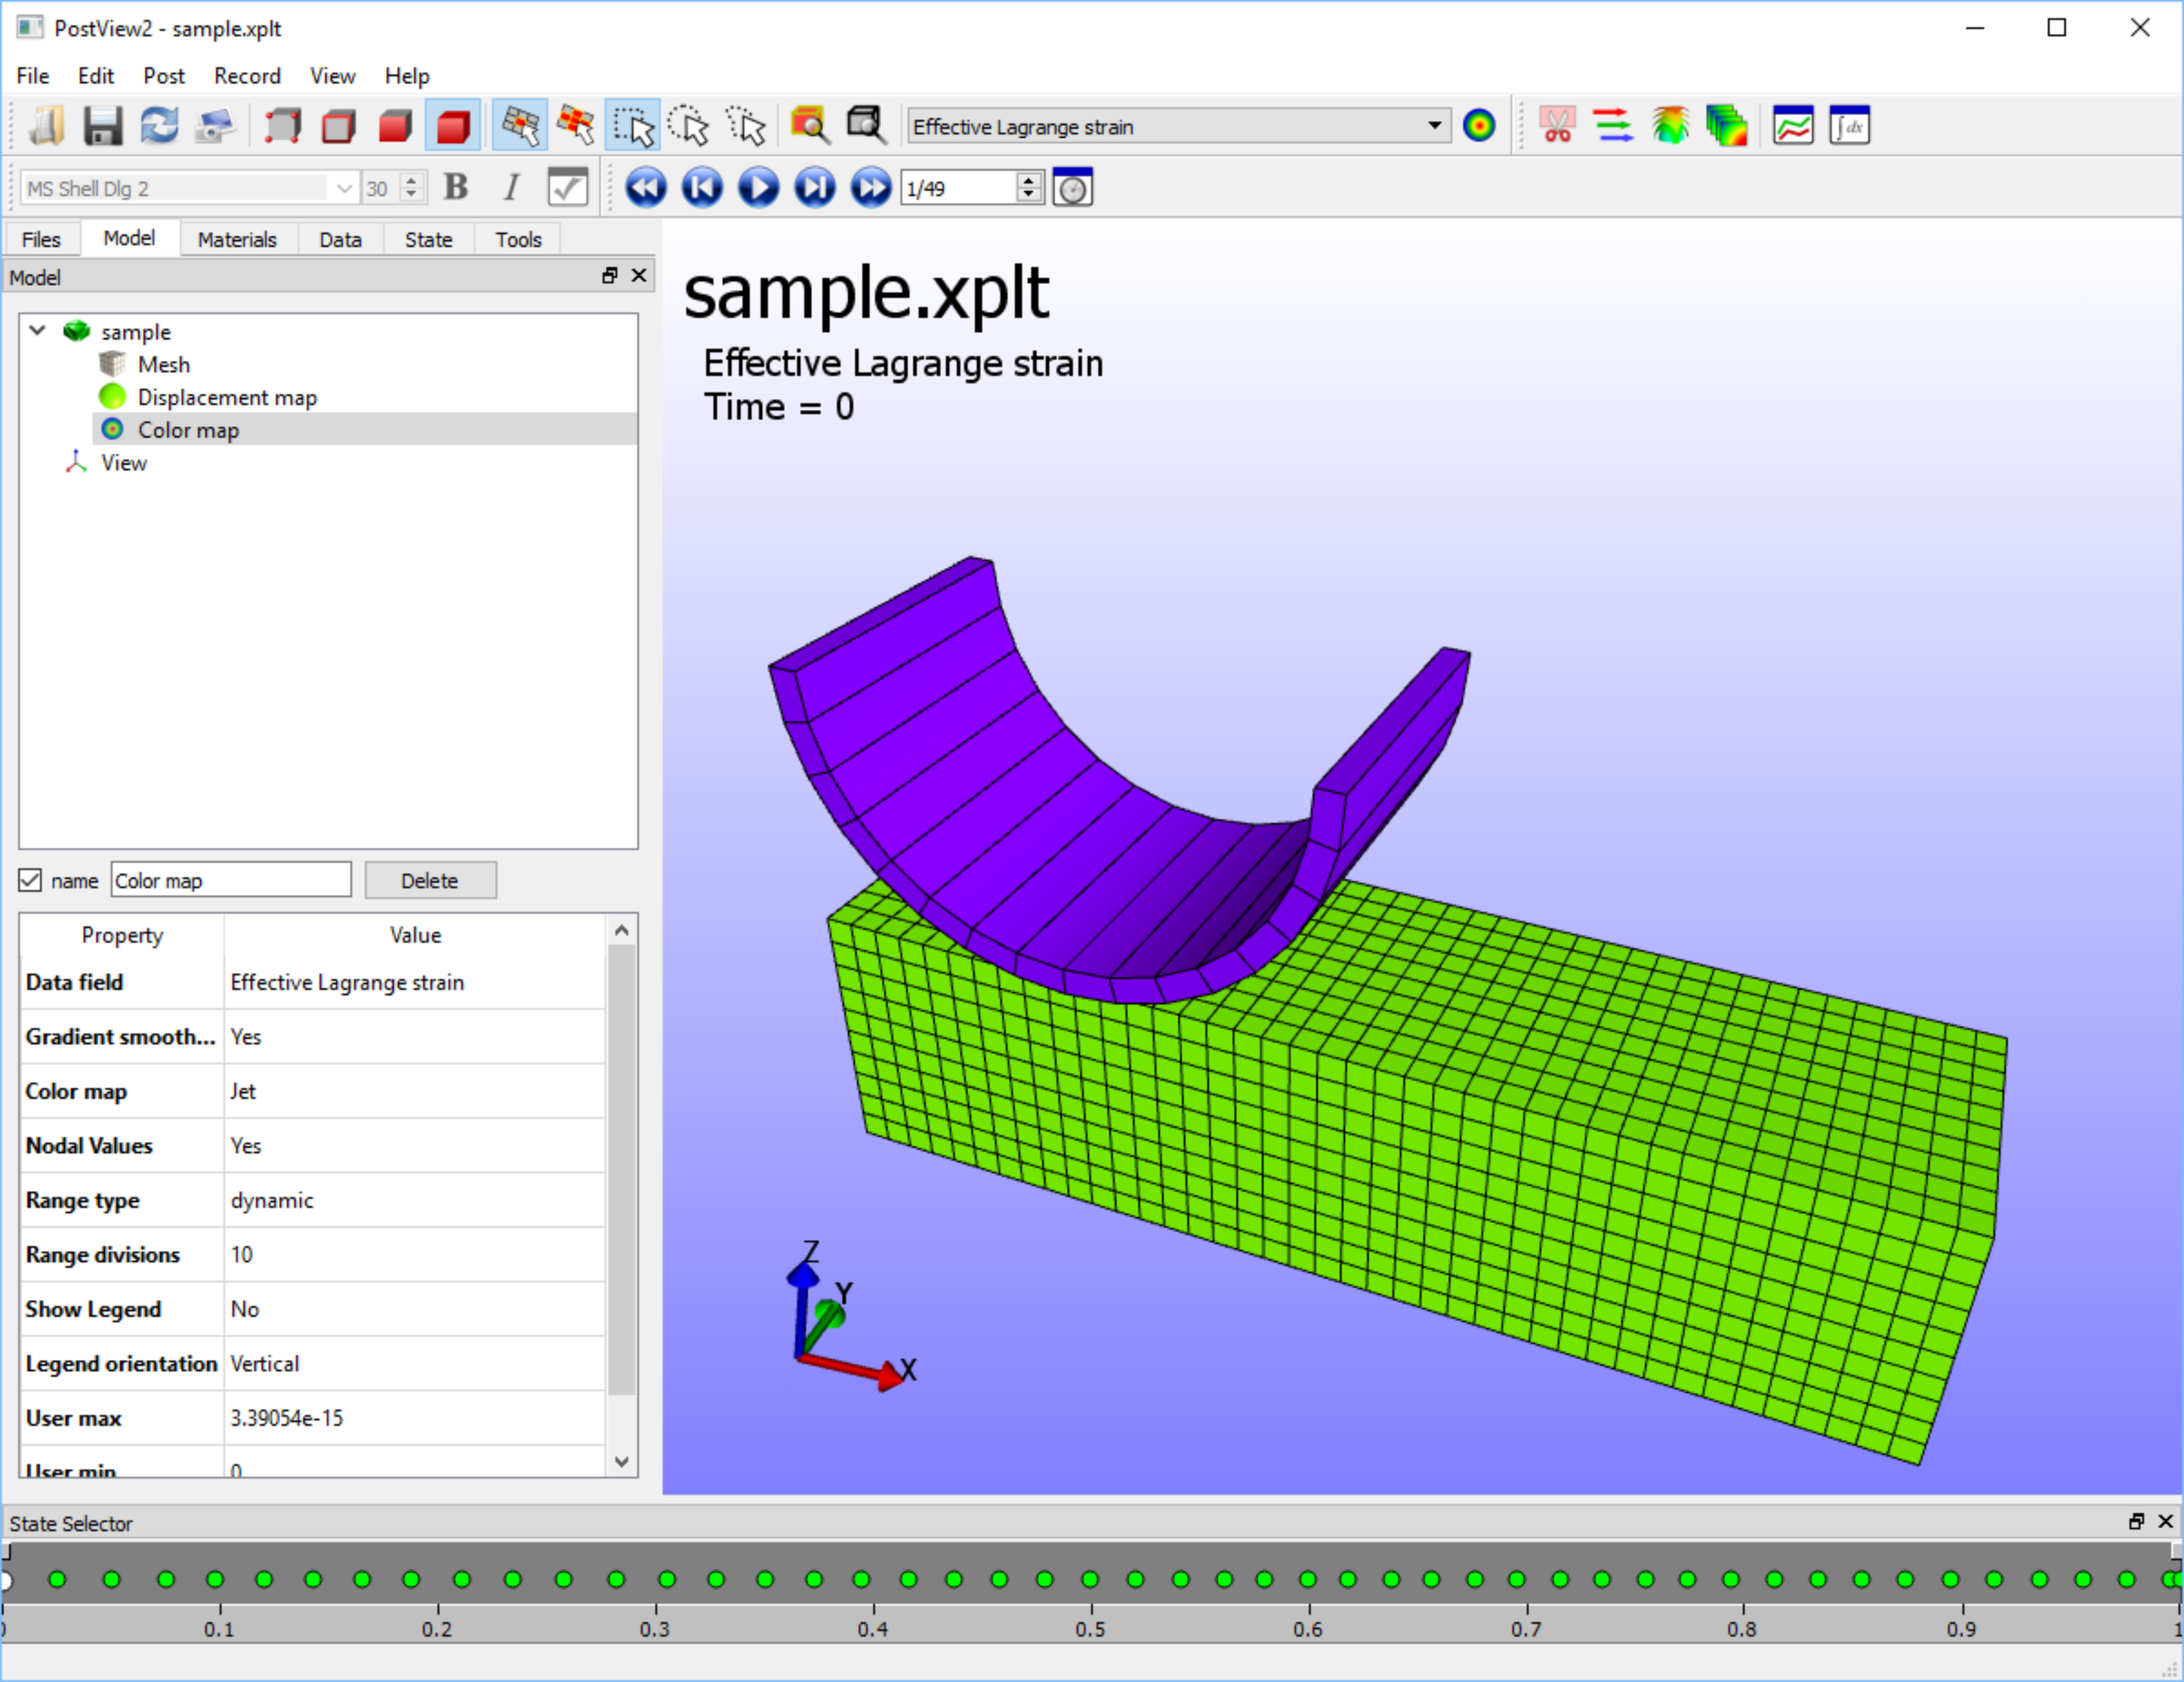 PostView2 - sample.xplt
File Edit Post Record View Help
Effective Lagrange strain
∫dx
MS Shell Dlg 2 30 B I 1/49
Files Model Materials Data State Tools
Model
sample
Mesh
Displacement map
Color map
View
name Color map Delete
Property Value
Data field Effective Lagrange strain
Gradient smooth... Yes
Color map Jet
Nodal Values Yes
Range type dynamic
Range divisions 10
Show Legend No
Legend orientation Vertical
User max 3.39054e-15
User min 0
sample.xplt
Effective Lagrange strain
Time = 0
Z
Y
X
State Selector
0 0.1 0.2 0.3 0.4 0.5 0.6 0.7 0.8 0.9 1